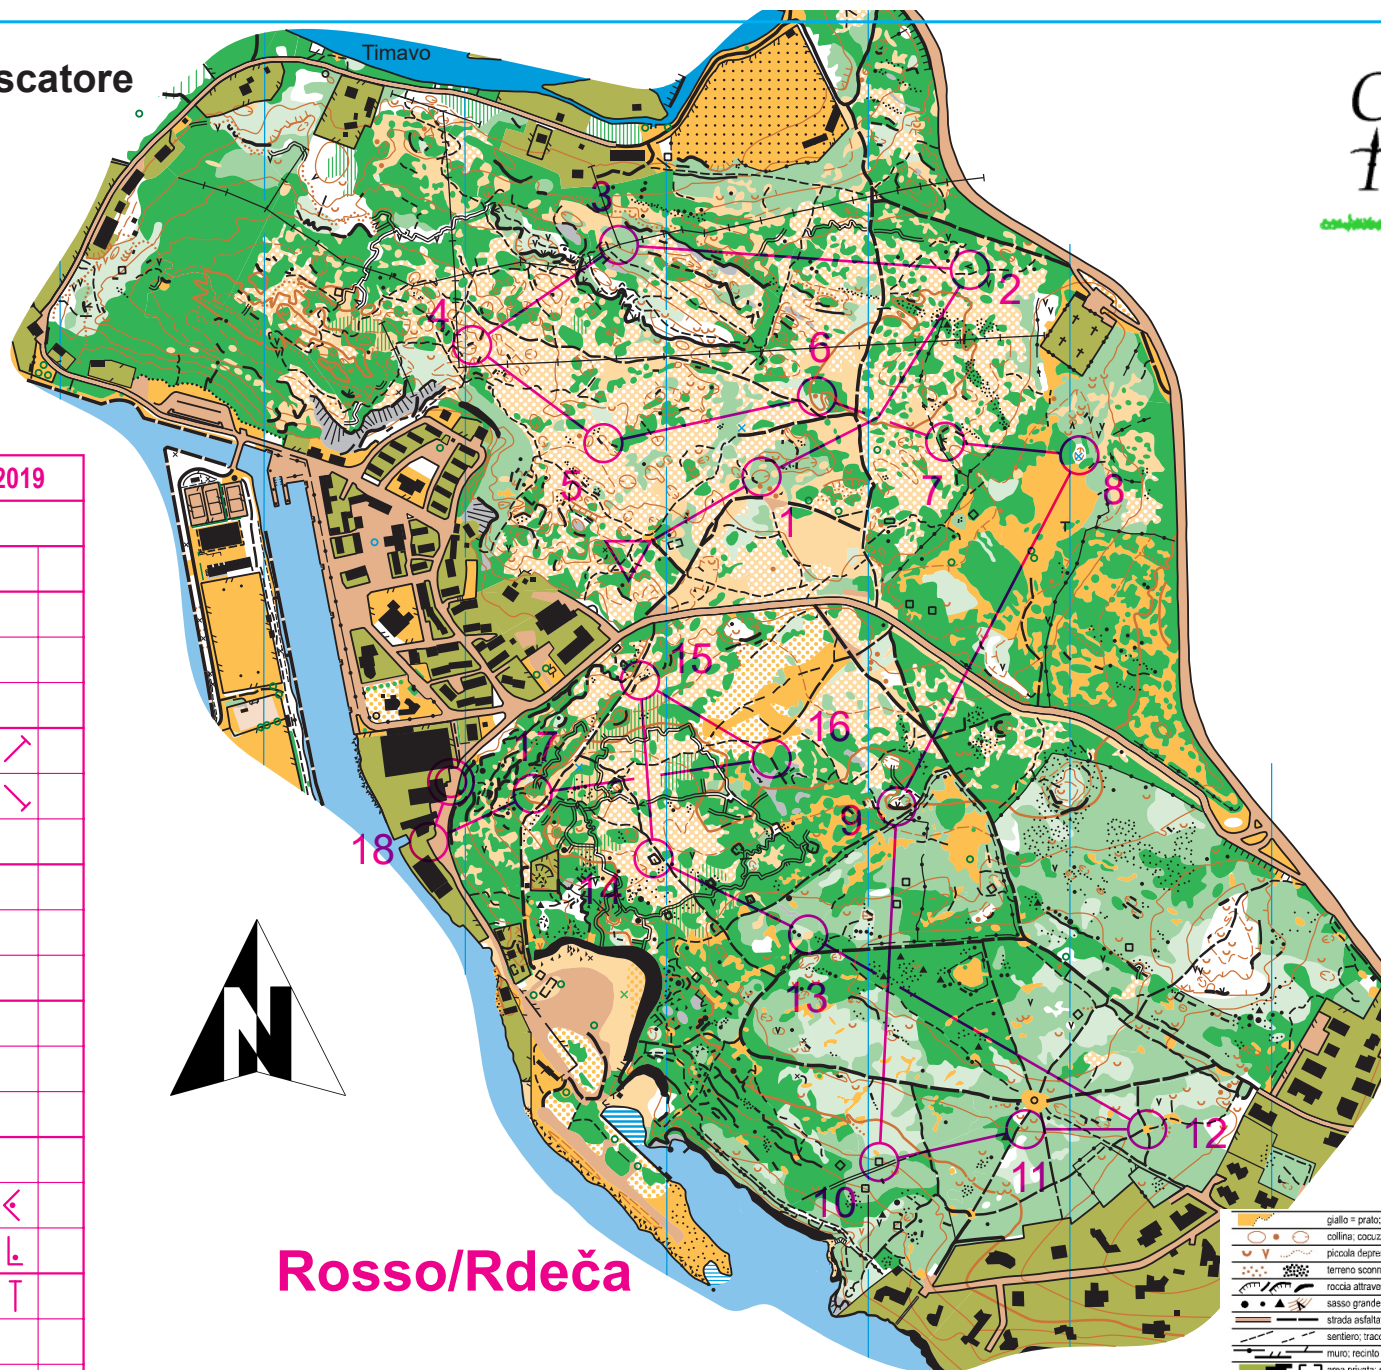 Timavo
scatore
C
T
3
2
4
6
2019
5
7
8
1
15
16
17
9
18
14
13
N
12
11
10
Rosso/Rdeča
giallo = prato;
collina; cocuz
piccola depre
terreno sconn
roccia attrave
sasso grande
strada asfalta
sentiero; trac
muro; recinto